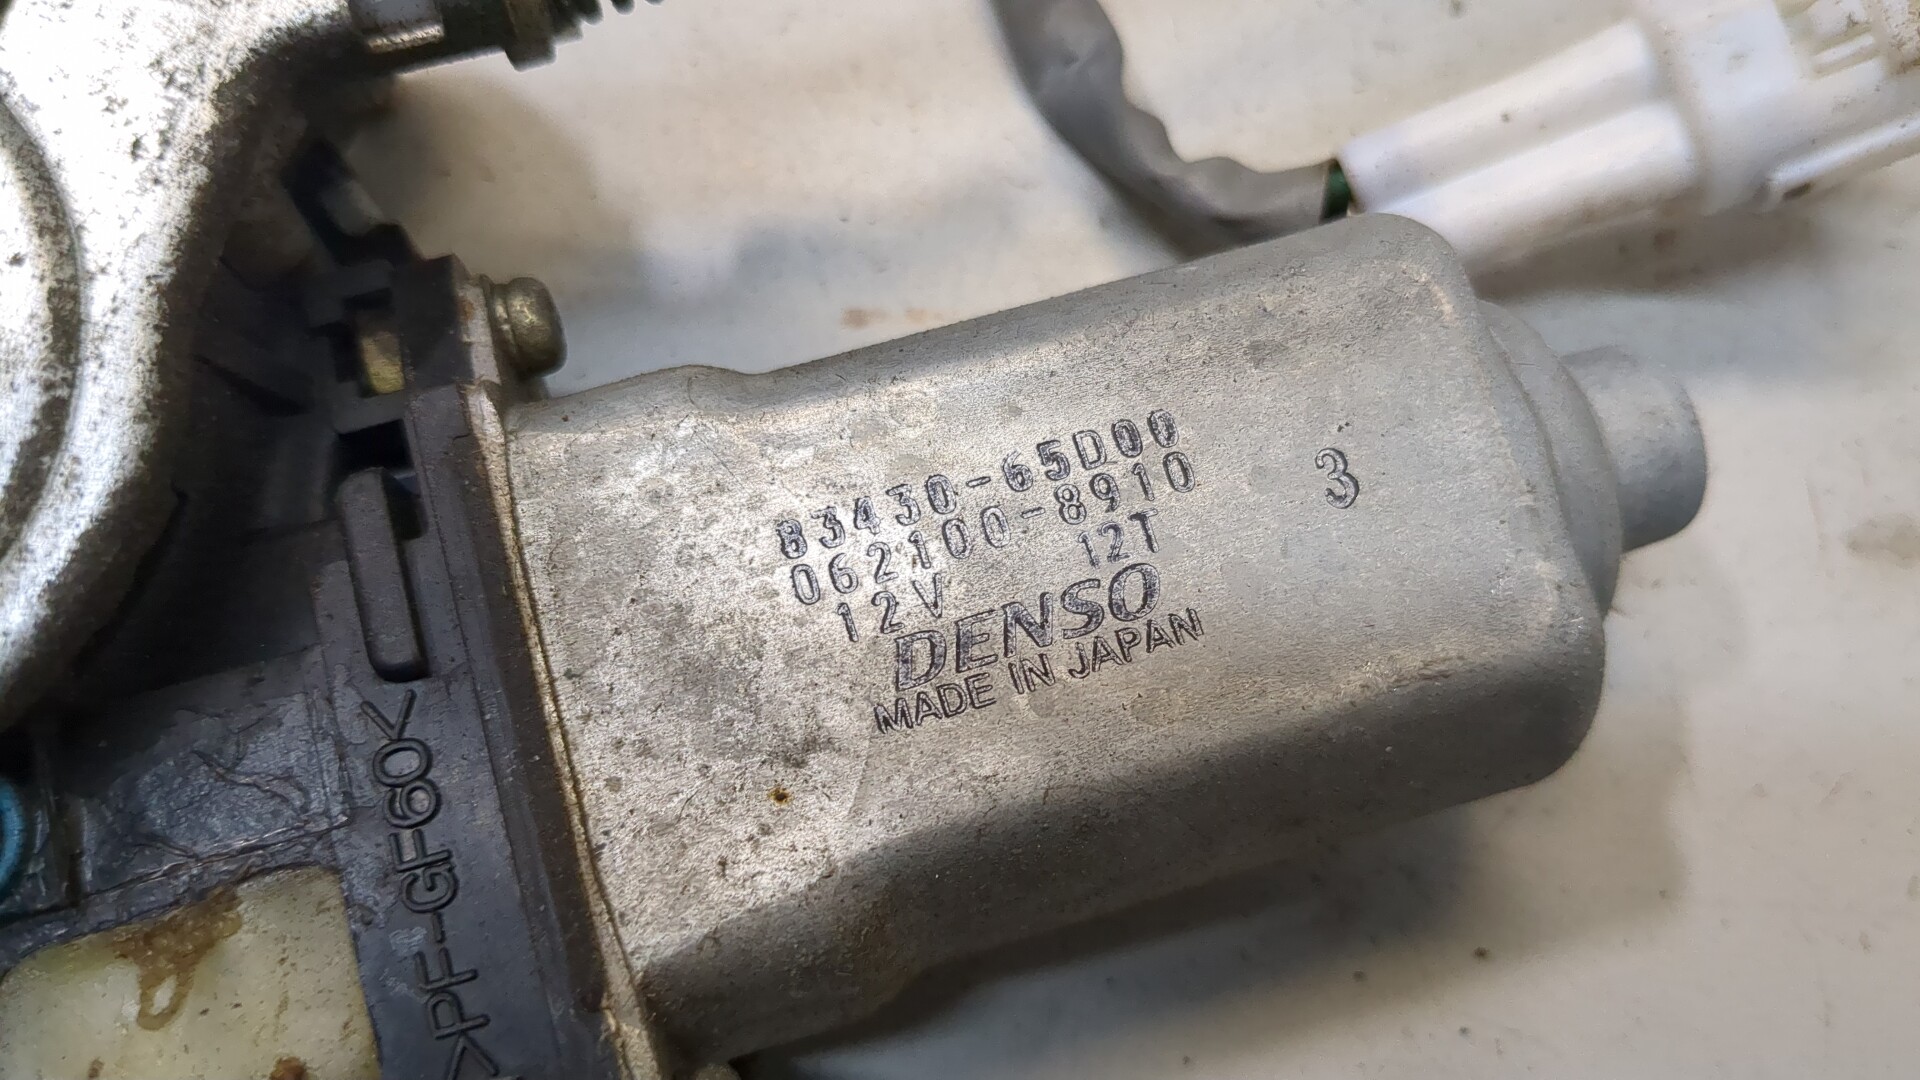 83430-65D00
062100-8910
12V 12T
DENSO
MADE IN JAPAN
3
>PF-GF60<